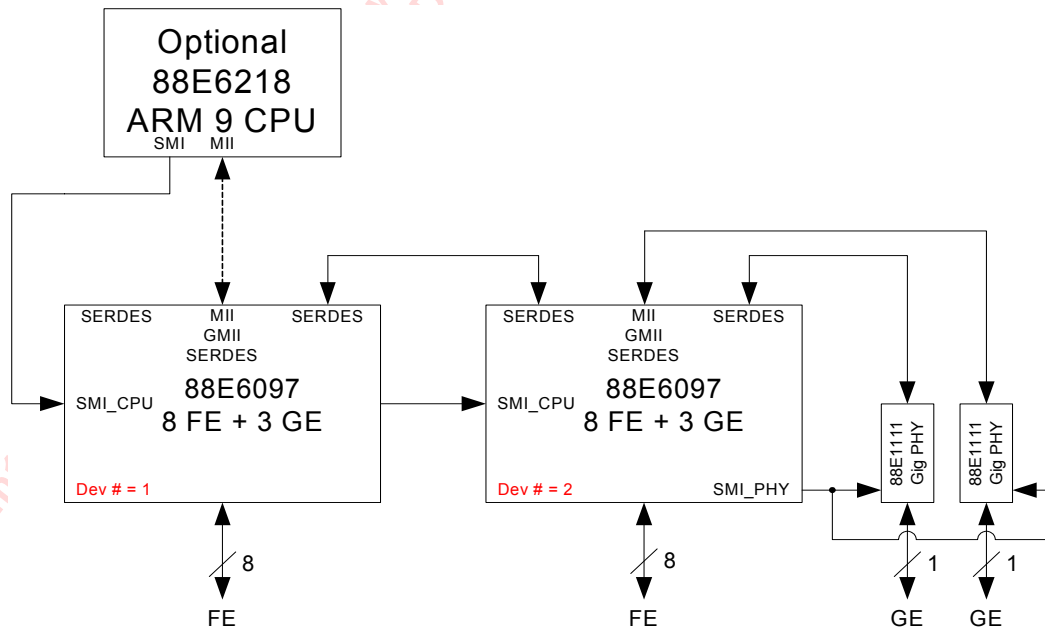 Optional
88E6218
ARM 9 CPU
SMI MII
SERDES MII SERDES
GMII
SERDES
88E6097
SMI_CPU
8 FE + 3 GE
Dev # = 1
SERDES MII SERDES
GMII
SERDES
88E6097
SMI_CPU
8 FE + 3 GE
Dev # = 2
SMI_PHY
88E1111
Gig PHY
88E1111
Gig PHY
8
8
1
1
FE
FE
GE
GE